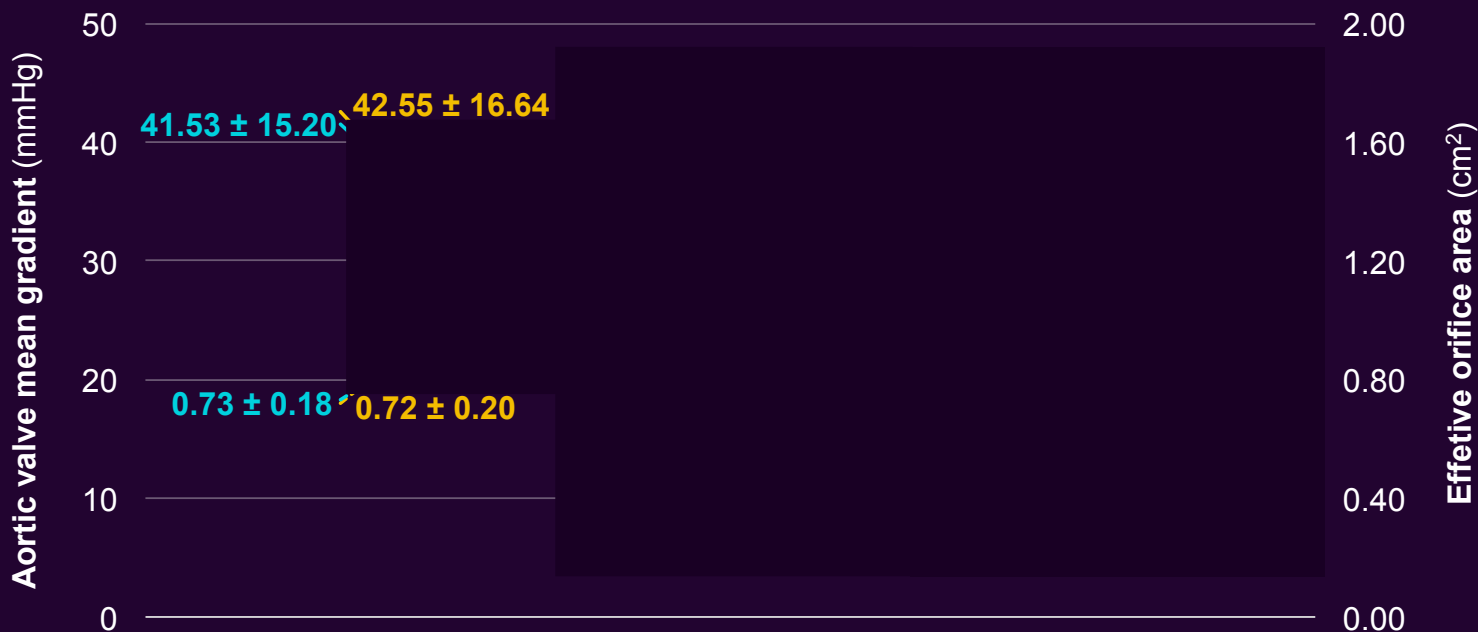 Aortic valve mean gradient (mmHg)
50
40
30
20
10
0
41.53 ± 15.20
42.55 ± 16.64
0.73 ± 0.18
0.72 ± 0.20
2.00
1.60
1.20
0.80
0.40
0.00
Effetive orifice area (cm²)